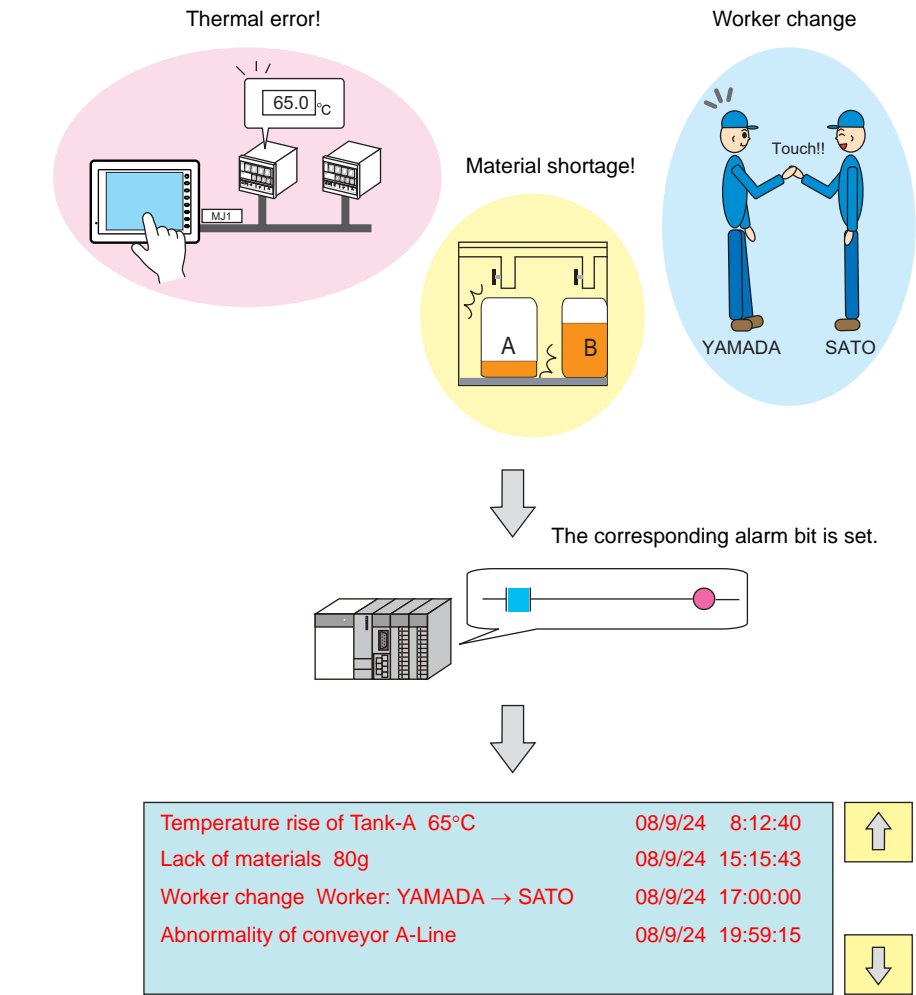 Thermal error!
Worker change
65.0 °C
Touch!!
Material shortage!
MJ1
A
B
YAMADA
SATO
The corresponding alarm bit is set.
Temperature rise of Tank-A 65°C 08/9/24 8:12:40
Lack of materials 80g 08/9/24 15:15:43
Worker change Worker: YAMADA → SATO 08/9/24 17:00:00
Abnormality of conveyor A-Line 08/9/24 19:59:15